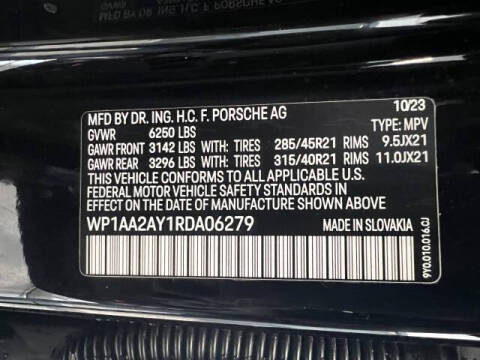 MFD BY DR. ING. H.C. F. PORSCHE AG 10/23
GVWR 6250 LBS TYPE: MPV
GAWR FRONT 3142 LBS WITH: TIRES 285/45R21 RIMS 9.5JX21
GAWR REAR 3296 LBS WITH: TIRES 315/40R21 RIMS 11.0JX21
THIS VEHICLE CONFORMS TO ALL APPLICABLE
FEDERAL MOTOR VEHICLE SAFETY STANDARDS IN
EFFECT ON THE DATE OF MANUFACTURE SHOWN ABOVE.
WP1AA2AY1RDA06279 MADE IN SLOVAKIA
9Y0.010.016.CJ